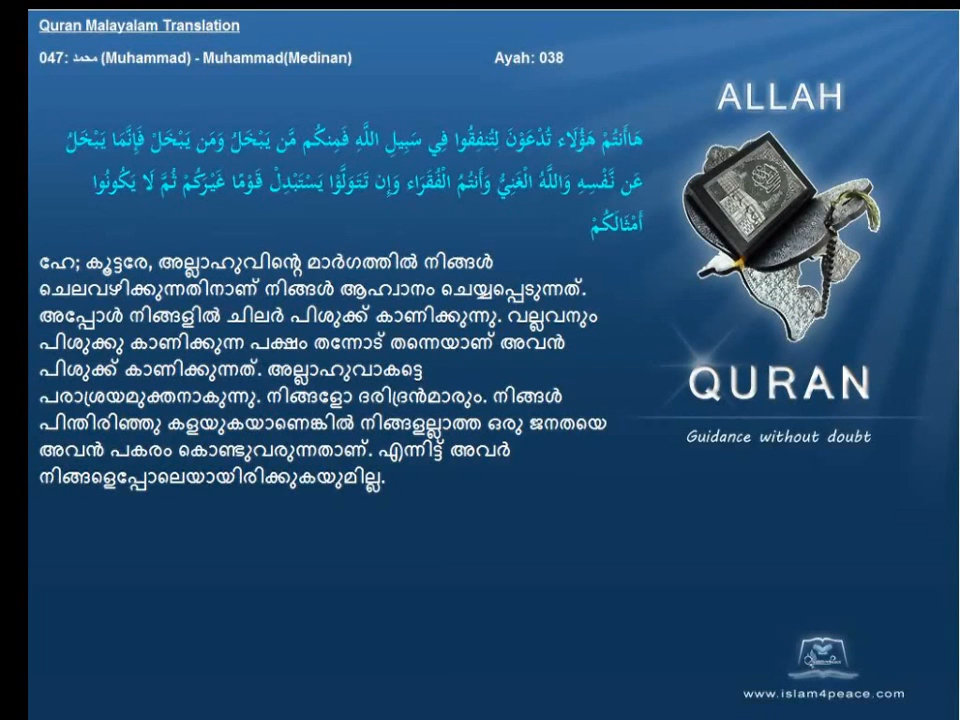 Quran Malayalam Translation
047: محمد (Muhammad) - Muhammad(Medinan) Ayah: 038
هَاأَنتُمْ هَؤُلَاء تُدْعَوْنَ لِتُنفِقُوا فِي سَبِيلِ اللَّهِ فَمِنكُم مَّن يَبْخَلُ وَمَن يَبْخَلْ فَإِنَّمَا يَبْخَلُ
عَن نَّفْسِهِ وَاللَّهُ الْغَنِيُّ وَأَنتُمُ الْفُقَرَاء وَإِن تَتَوَلَّوْا يَسْتَبْدِلْ قَوْمًا غَيْرَكُمْ ثُمَّ لَا يَكُونُوا
أَمْثَالَكُمْ
ഹേ; കൂട്ടരേ, അല്ലാഹുവിന്റെ മാര്‍ഗത്തില്‍ നിങ്ങള്‍
ചെലവഴിക്കുന്നതിനാണ് നിങ്ങള്‍ ആഹ്വാനം ചെയ്യപ്പെടുന്നത്.
അപ്പോള്‍ നിങ്ങളില്‍ ചിലര്‍ പിശുക്ക് കാണിക്കുന്നു. വല്ലവനും
പിശുക്കു കാണിക്കുന്ന പക്ഷം തന്നോട് തന്നെയാണ് അവന്‍
പിശുക്ക് കാണിക്കുന്നത്. അല്ലാഹുവാകട്ടെ
പരാശ്രയമുക്തനാകുന്നു. നിങ്ങളോ ദരിദ്രന്‍മാരും. നിങ്ങള്‍
പിന്തിരിഞ്ഞു കളയുകയാണെങ്കില്‍ നിങ്ങളല്ലാത്ത ഒരു ജനതയെ
അവന്‍ പകരം കൊണ്ടുവരുന്നതാണ്. എന്നിട്ട് അവര്‍
നിങ്ങളെപ്പോലെയായിരിക്കുകയുമില്ല.
ALLAH
QURAN
Guidance without doubt
www.islam4peace.com